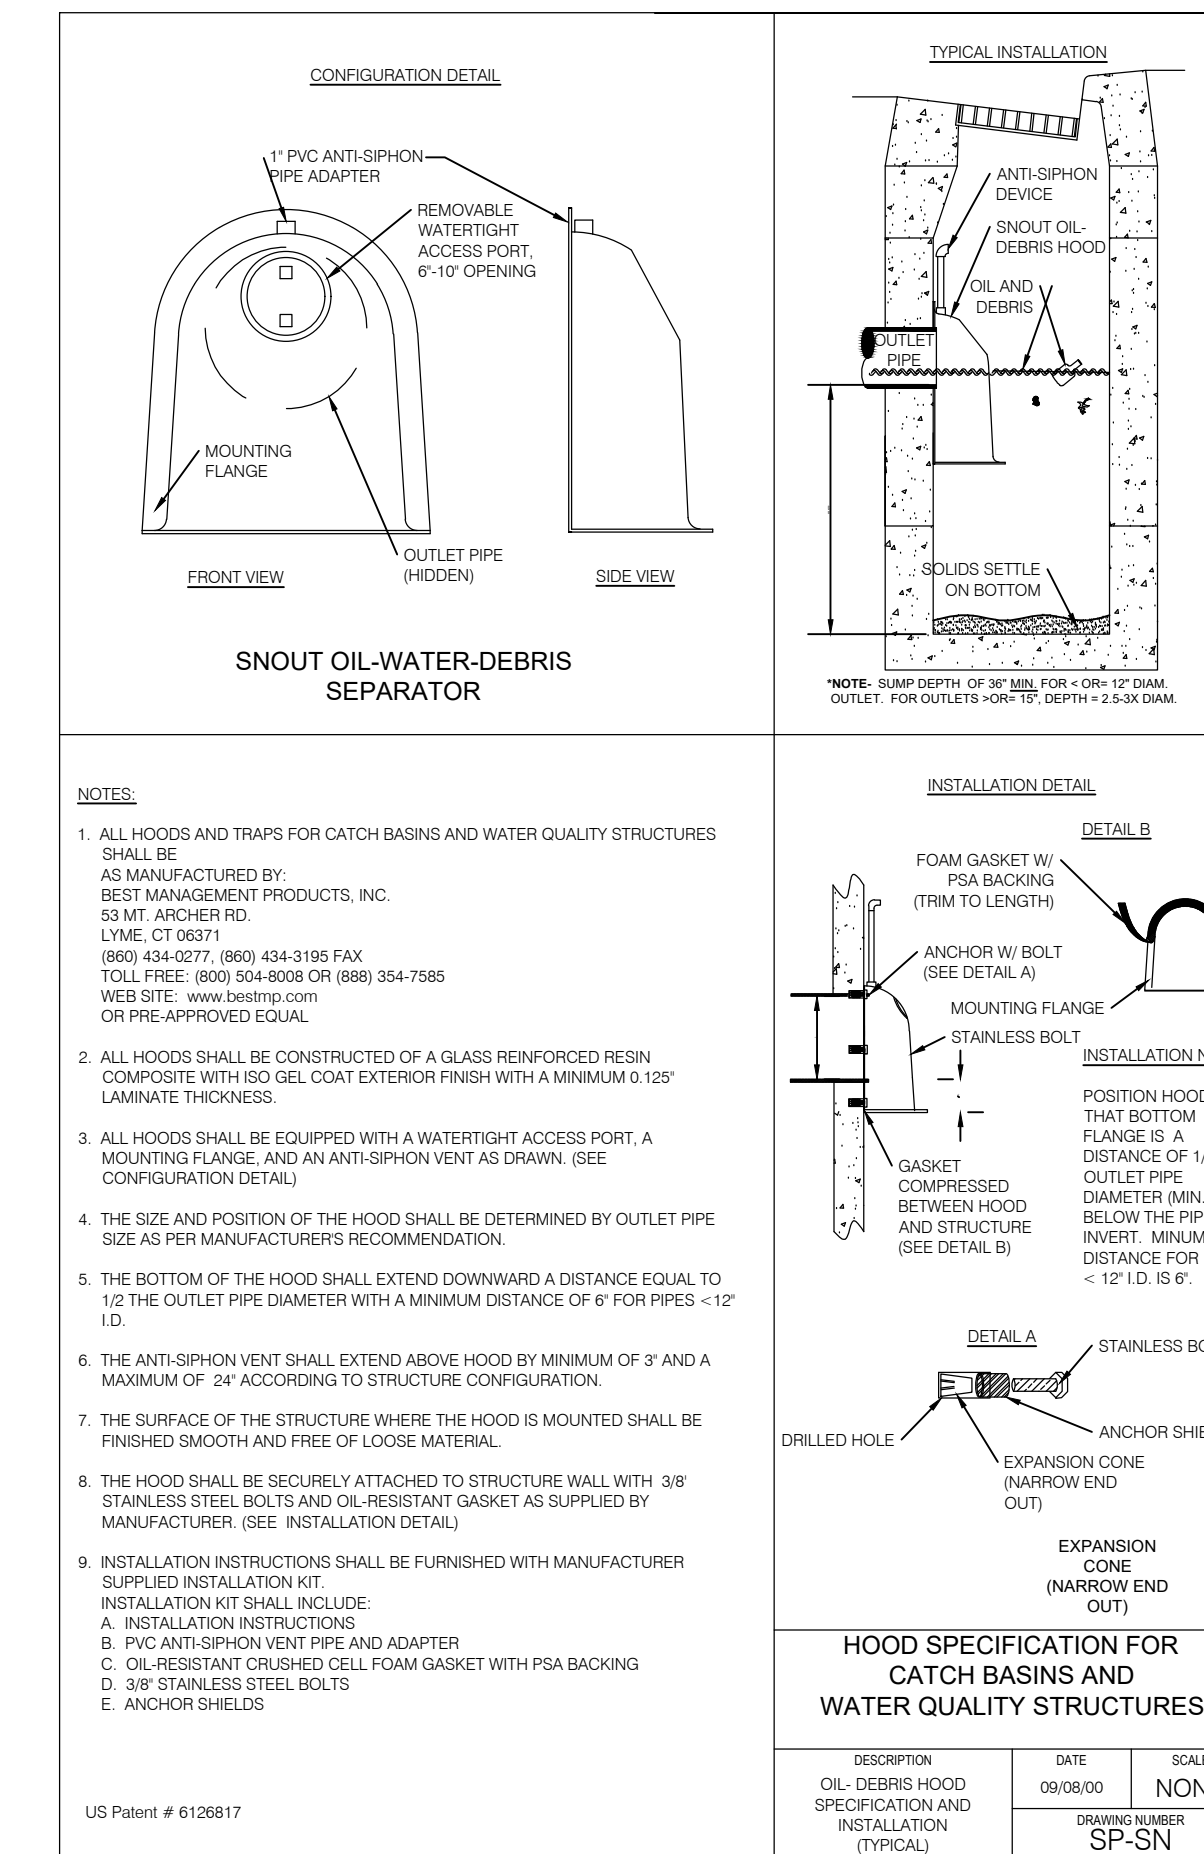 CONFIGURATION DETAIL
1" PVC ANTI-SIPHON
PIPE ADAPTER
REMOVABLE
WATERTIGHT
ACCESS PORT,
6"-10" OPENING
MOUNTING
FLANGE
OUTLET PIPE
(HIDDEN)
FRONT VIEW
SIDE VIEW
SNOUT OIL-WATER-DEBRIS
SEPARATOR
TYPICAL INSTALLATION
ANTI-SIPHON
DEVICE
SNOUT OIL-
DEBRIS HOOD
OIL AND
DEBRIS
OUTLET
PIPE
SOLIDS SETTLE
ON BOTTOM
*NOTE- SUMP DEPTH OF 36" MIN. FOR < OR= 12" DIAM.
OUTLET. FOR OUTLETS >OR= 15", DEPTH = 2.5-3X DIAM.
NOTES:
1. ALL HOODS AND TRAPS FOR CATCH BASINS AND WATER QUALITY STRUCTURES
SHALL BE
AS MANUFACTURED BY:
BEST MANAGEMENT PRODUCTS, INC.
53 MT. ARCHER RD.
LYME, CT 06371
(860) 434-0277, (860) 434-3195 FAX
TOLL FREE: (800) 504-8008 OR (888) 354-7585
WEB SITE: www.bestmp.com
OR PRE-APPROVED EQUAL
2. ALL HOODS SHALL BE CONSTRUCTED OF A GLASS REINFORCED RESIN
COMPOSITE WITH ISO GEL COAT EXTERIOR FINISH WITH A MINIMUM 0.125"
LAMINATE THICKNESS.
3. ALL HOODS SHALL BE EQUIPPED WITH A WATERTIGHT ACCESS PORT, A
MOUNTING FLANGE, AND AN ANTI-SIPHON VENT AS DRAWN. (SEE
CONFIGURATION DETAIL)
4. THE SIZE AND POSITION OF THE HOOD SHALL BE DETERMINED BY OUTLET PIPE
SIZE AS PER MANUFACTURER'S RECOMMENDATION.
5. THE BOTTOM OF THE HOOD SHALL EXTEND DOWNWARD A DISTANCE EQUAL TO
1/2 THE OUTLET PIPE DIAMETER WITH A MINIMUM DISTANCE OF 6" FOR PIPES <12"
I.D.
6. THE ANTI-SIPHON VENT SHALL EXTEND ABOVE HOOD BY MINIMUM OF 3" AND A
MAXIMUM OF 24" ACCORDING TO STRUCTURE CONFIGURATION.
7. THE SURFACE OF THE STRUCTURE WHERE THE HOOD IS MOUNTED SHALL BE
FINISHED SMOOTH AND FREE OF LOOSE MATERIAL.
8. THE HOOD SHALL BE SECURELY ATTACHED TO STRUCTURE WALL WITH 3/8'
STAINLESS STEEL BOLTS AND OIL-RESISTANT GASKET AS SUPPLIED BY
MANUFACTURER. (SEE INSTALLATION DETAIL)
9. INSTALLATION INSTRUCTIONS SHALL BE FURNISHED WITH MANUFACTURER
SUPPLIED INSTALLATION KIT.
INSTALLATION KIT SHALL INCLUDE:
A. INSTALLATION INSTRUCTIONS
B. PVC ANTI-SIPHON VENT PIPE AND ADAPTER
C. OIL-RESISTANT CRUSHED CELL FOAM GASKET WITH PSA BACKING
D. 3/8" STAINLESS STEEL BOLTS
E. ANCHOR SHIELDS
US Patent # 6126817
INSTALLATION DETAIL
DETAIL B
FOAM GASKET W/
PSA BACKING
(TRIM TO LENGTH)
ANCHOR W/ BOLT
(SEE DETAIL A)
MOUNTING FLANGE
STAINLESS BOLT
GASKET
COMPRESSED
BETWEEN HOOD
AND STRUCTURE
(SEE DETAIL B)
INSTALLATION
POSITION HOOD
THAT BOTTOM
FLANGE IS A
DISTANCE OF
OUTLET PIPE
DIAMETER (MIN.
BELOW THE
INVERT. MINUM
DISTANCE FOR
< 12" I.D. IS 6".
DETAIL A
STAINLESS
DRILLED HOLE
ANCHOR
EXPANSION CONE
(NARROW END
OUT)
EXPANSION
CONE
(NARROW END
OUT)
HOOD SPECIFICATION FOR
CATCH BASINS AND
WATER QUALITY STRUCTURES
DESCRIPTION
OIL- DEBRIS HOOD
SPECIFICATION AND
INSTALLATION
(TYPICAL)
DATE
09/08/00
DRAWING NUMBER
SP-SN